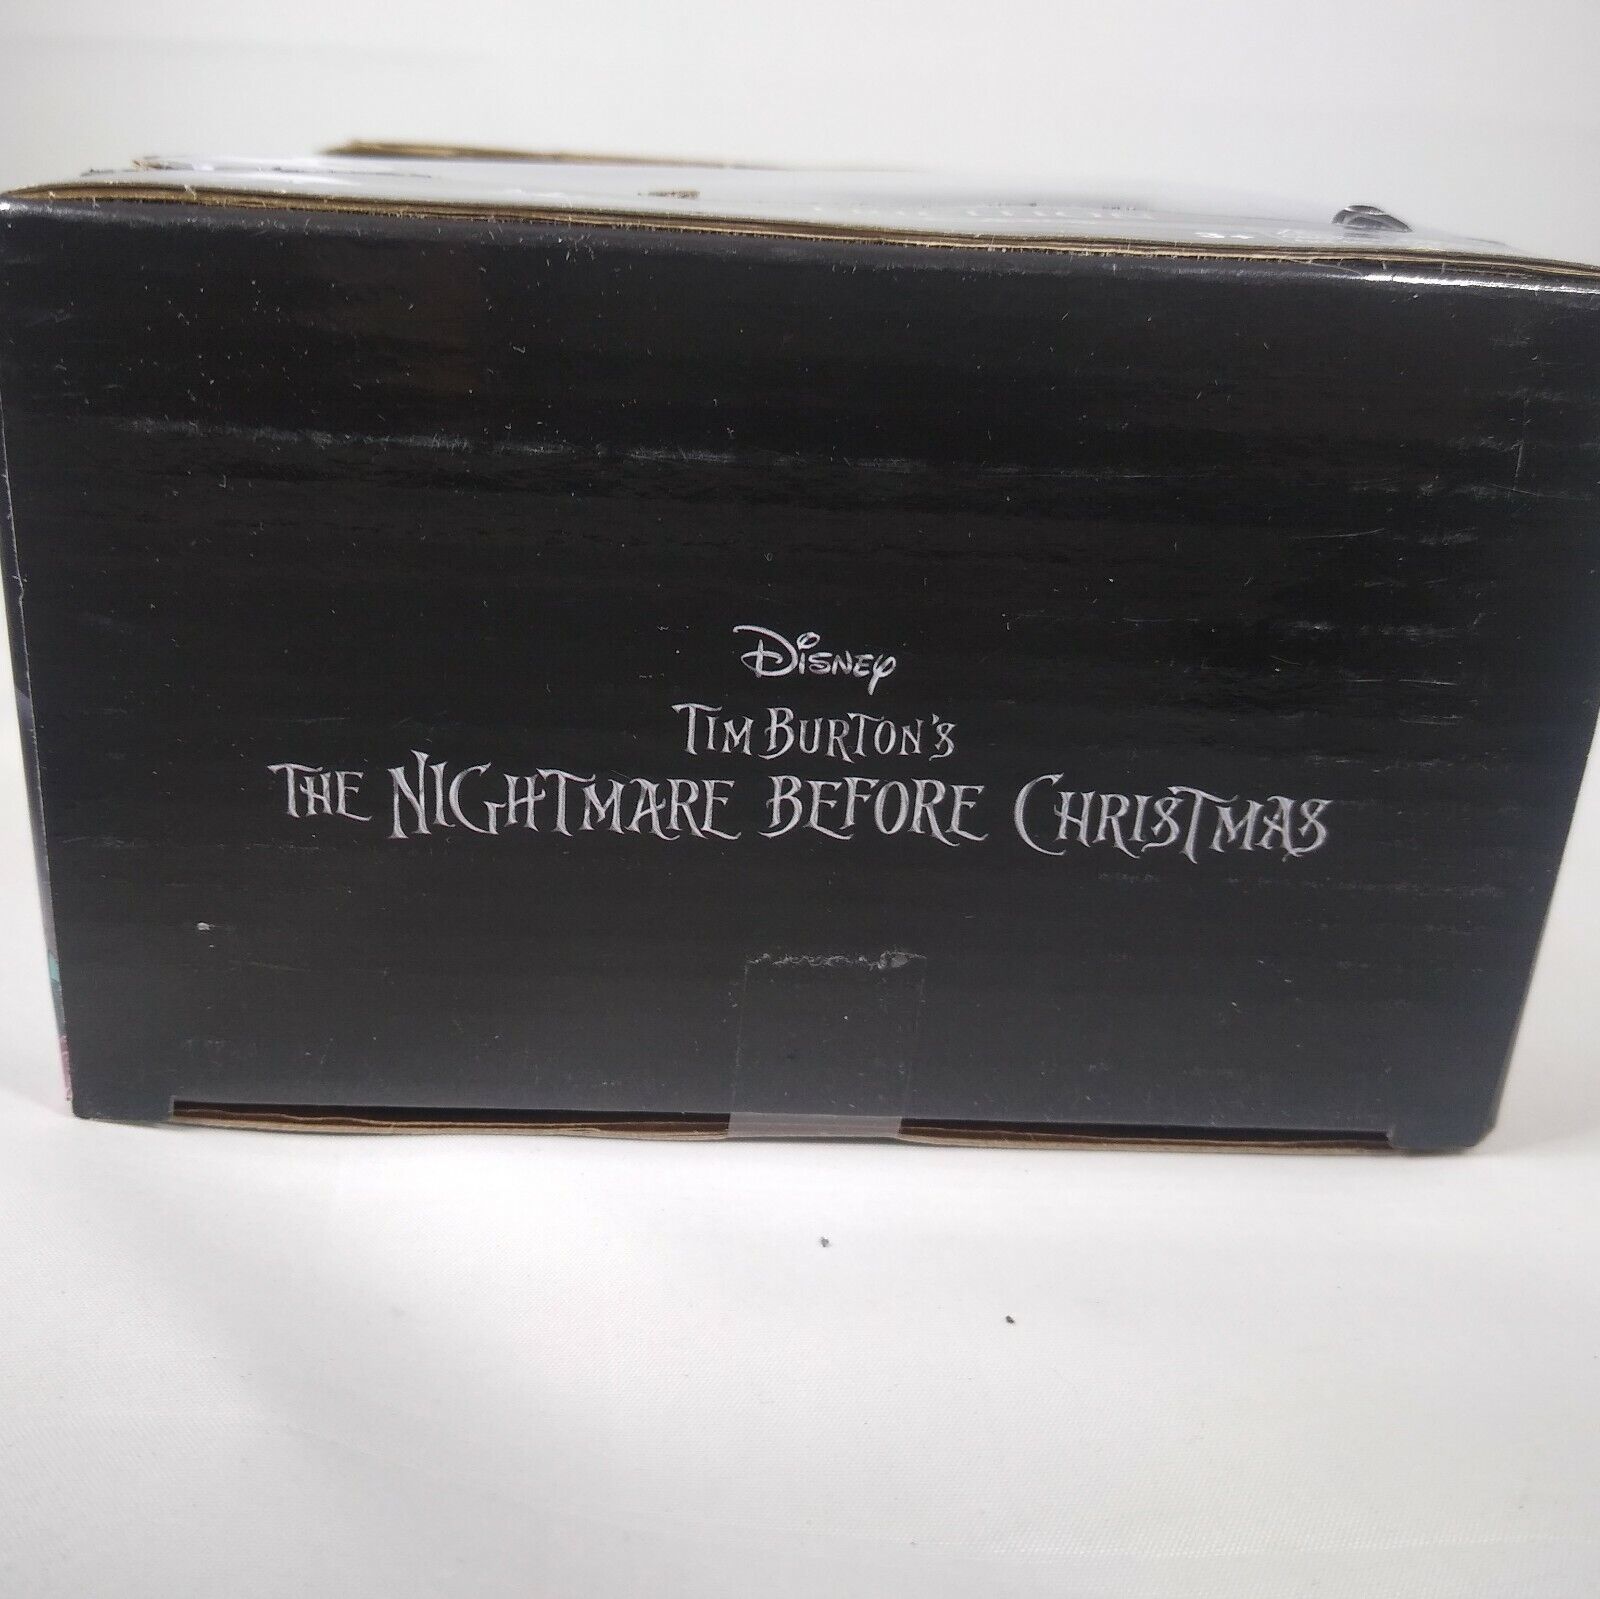 Disney
Tim Burton's
The Nightmare Before Christmas